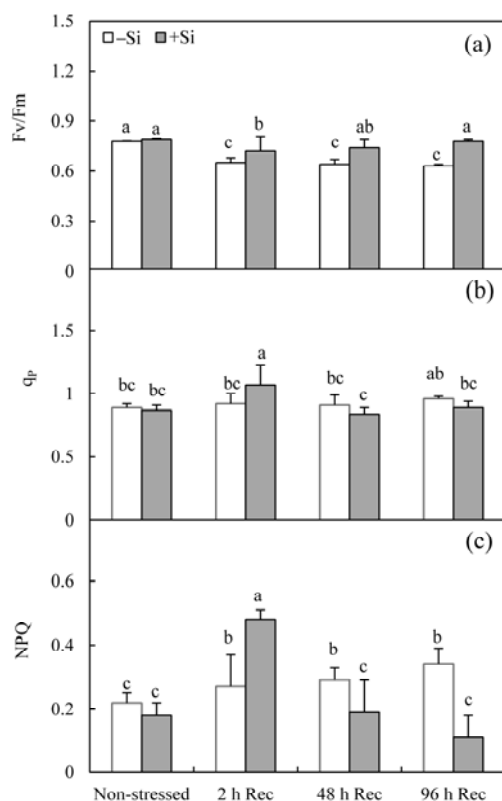 1.5
−Si +Si
(a)
1.2
Fv/Fm
0.9
a a c b c ab c a
0.6
0.3
0
(b)
1.5
qP
bc bc bc a bc c ab bc
1
0.5
0
(c)
0.6
NPQ
c c b a b c b c
0.4
0.2
0
Non-stressed 2 h Rec 48 h Rec 96 h Rec